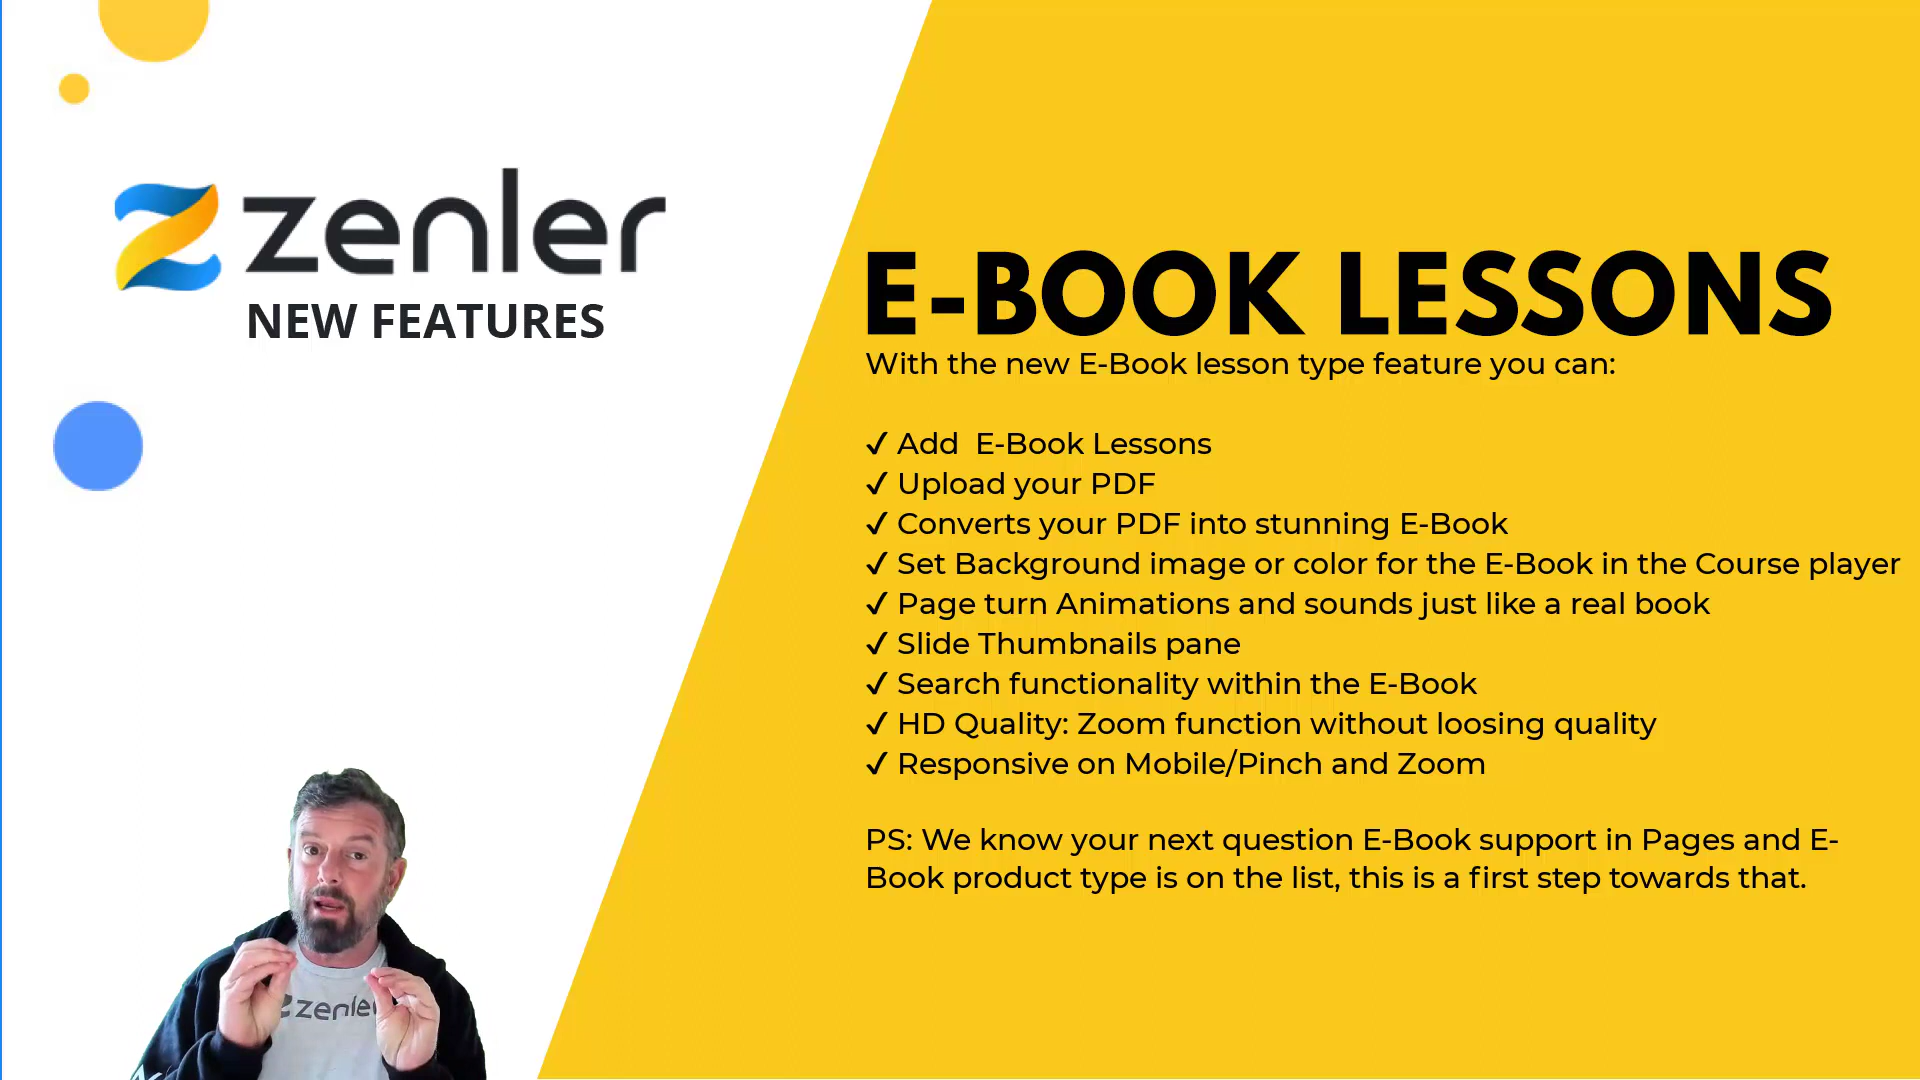 zenler
NEW FEATURES
E-BOOK LESSONS
With the new E-Book lesson type feature you can:
✓ Add  E-Book Lessons
✓ Upload your PDF
✓ Converts your PDF into stunning E-Book
✓ Set Background image or color for the E-Book in the Course player
✓ Page turn Animations and sounds just like a real book
✓ Slide Thumbnails pane
✓ Search functionality within the E-Book
✓ HD Quality: Zoom function without loosing quality
✓ Responsive on Mobile/Pinch and Zoom
PS: We know your next question E-Book support in Pages and E-
Book product type is on the list, this is a first step towards that.
zenle